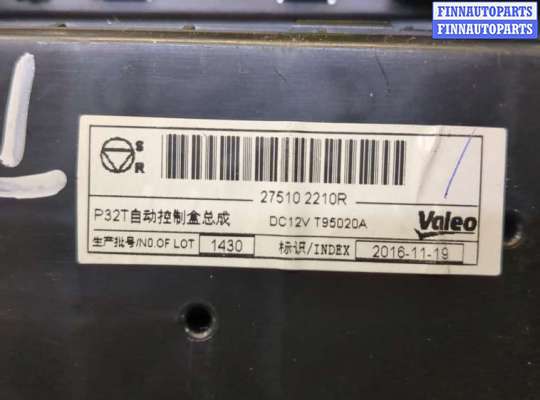 FINNAUTOPARTS
FINNAUTOPARTS
S
R
27510 2210R
P32T自动控制盒总成 DC12V T95020A Valeo
生产批号/NO.OF LOT 1430 标识/INDEX 2016-11-19